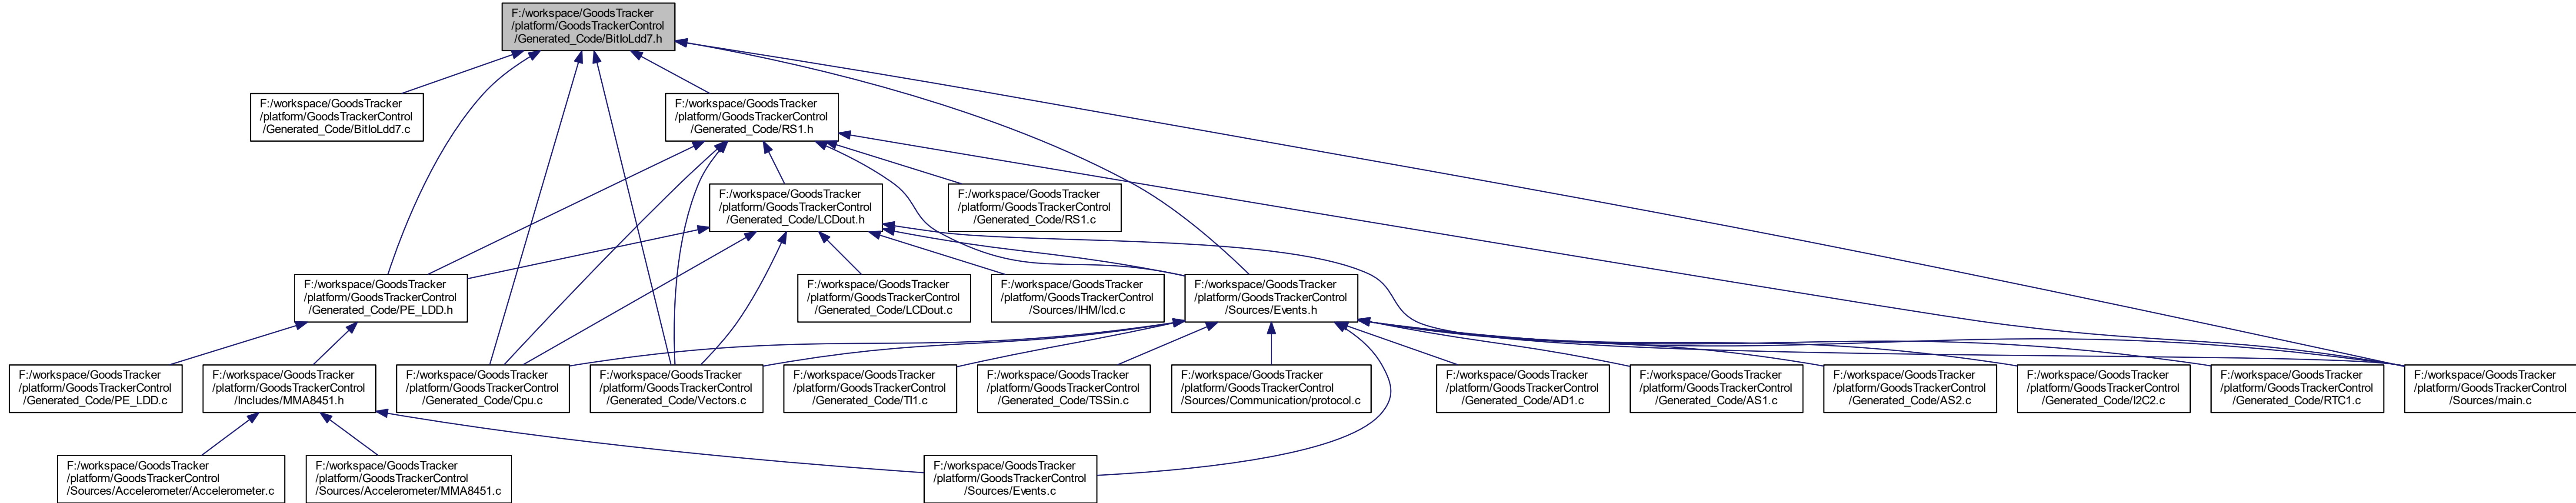 F:/workspace/GoodsTracker
/platform/GoodsTrackerControl
/Generated_Code/BitIoLdd7.h
F:/workspace/GoodsTracker
/platform/GoodsTrackerControl
/Generated_Code/BitIoLdd7.c
F:/workspace/GoodsTracker
/platform/GoodsTrackerControl
/Generated_Code/RS1.h
F:/workspace/GoodsTracker
/platform/GoodsTrackerControl
/Generated_Code/LCDout.h
F:/workspace/GoodsTracker
/platform/GoodsTrackerControl
/Generated_Code/RS1.c
F:/workspace/GoodsTracker
/platform/GoodsTrackerControl
/Generated_Code/PE_LDD.h
F:/workspace/GoodsTracker
/platform/GoodsTrackerControl
/Generated_Code/LCDout.c
F:/workspace/GoodsTracker
/platform/GoodsTrackerControl
/Sources/IHM/lcd.c
F:/workspace/GoodsTracker
/platform/GoodsTrackerControl
/Sources/Events.h
F:/workspace/GoodsTracker
/platform/GoodsTrackerControl
/Generated_Code/PE_LDD.c
F:/workspace/GoodsTracker
/platform/GoodsTrackerControl
/Includes/MMA8451.h
F:/workspace/GoodsTracker
/platform/GoodsTrackerControl
/Generated_Code/Cpu.c
F:/workspace/GoodsTracker
/platform/GoodsTrackerControl
/Generated_Code/Vectors.c
F:/workspace/GoodsTracker
/platform/GoodsTrackerControl
/Generated_Code/TI1.c
F:/workspace/GoodsTracker
/platform/GoodsTrackerControl
/Generated_Code/TSSin.c
F:/workspace/GoodsTracker
/platform/GoodsTrackerControl
/Sources/Communication/protocol.c
F:/workspace/GoodsTracker
/platform/GoodsTrackerControl
/Generated_Code/AD1.c
F:/workspace/GoodsTracker
/platform/GoodsTrackerControl
/Generated_Code/AS1.c
F:/workspace/GoodsTracker
/platform/GoodsTrackerControl
/Generated_Code/AS2.c
F:/workspace/GoodsTracker
/platform/GoodsTrackerControl
/Generated_Code/I2C2.c
F:/workspace/GoodsTracker
/platform/GoodsTrackerControl
/Generated_Code/RTC1.c
F:/workspace/GoodsTracker
/platform/GoodsTrackerControl
/Sources/main.c
F:/workspace/GoodsTracker
/platform/GoodsTrackerControl
/Sources/Accelerometer/Accelerometer.c
F:/workspace/GoodsTracker
/platform/GoodsTrackerControl
/Sources/Accelerometer/MMA8451.c
F:/workspace/GoodsTracker
/platform/GoodsTrackerControl
/Sources/Events.c